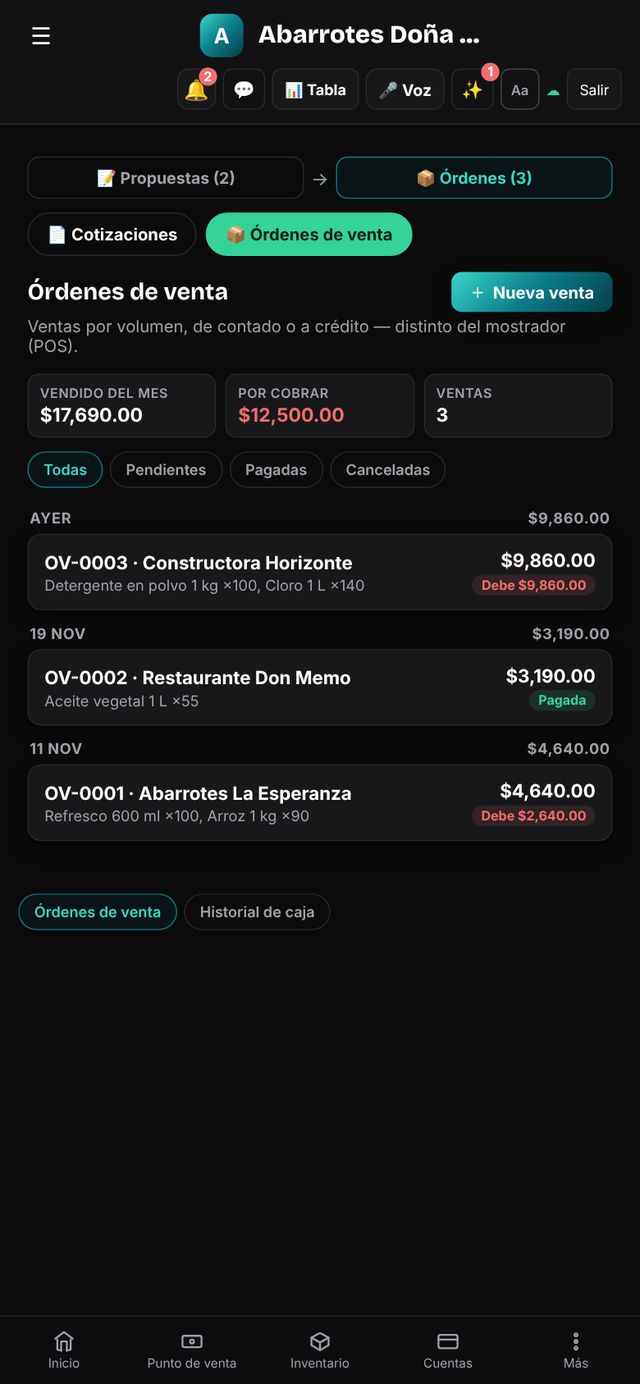 ☰ A Abarrotes Doña ...
🔔 2 💬 📊 Tabla 🎤 Voz ✨ 1 Aa ☁ Salir
📝 Propuestas (2) → 📦 Órdenes (3)
📄 Cotizaciones 📦 Órdenes de venta
Órdenes de venta + Nueva venta
Ventas por volumen, de contado o a crédito — distinto del mostrador
(POS).
VENDIDO DEL MES POR COBRAR VENTAS
$17,690.00 $12,500.00 3
Todas Pendientes Pagadas Canceladas
AYER $9,860.00
OV-0003 · Constructora Horizonte $9,860.00
Detergente en polvo 1 kg ×100, Cloro 1 L ×140 Debe $9,860.00
19 NOV $3,190.00
OV-0002 · Restaurante Don Memo $3,190.00
Aceite vegetal 1 L ×55 Pagada
11 NOV $4,640.00
OV-0001 · Abarrotes La Esperanza $4,640.00
Refresco 600 ml ×100, Arroz 1 kg ×90 Debe $2,640.00
Órdenes de venta Historial de caja
Inicio Punto de venta Inventario Cuentas Más